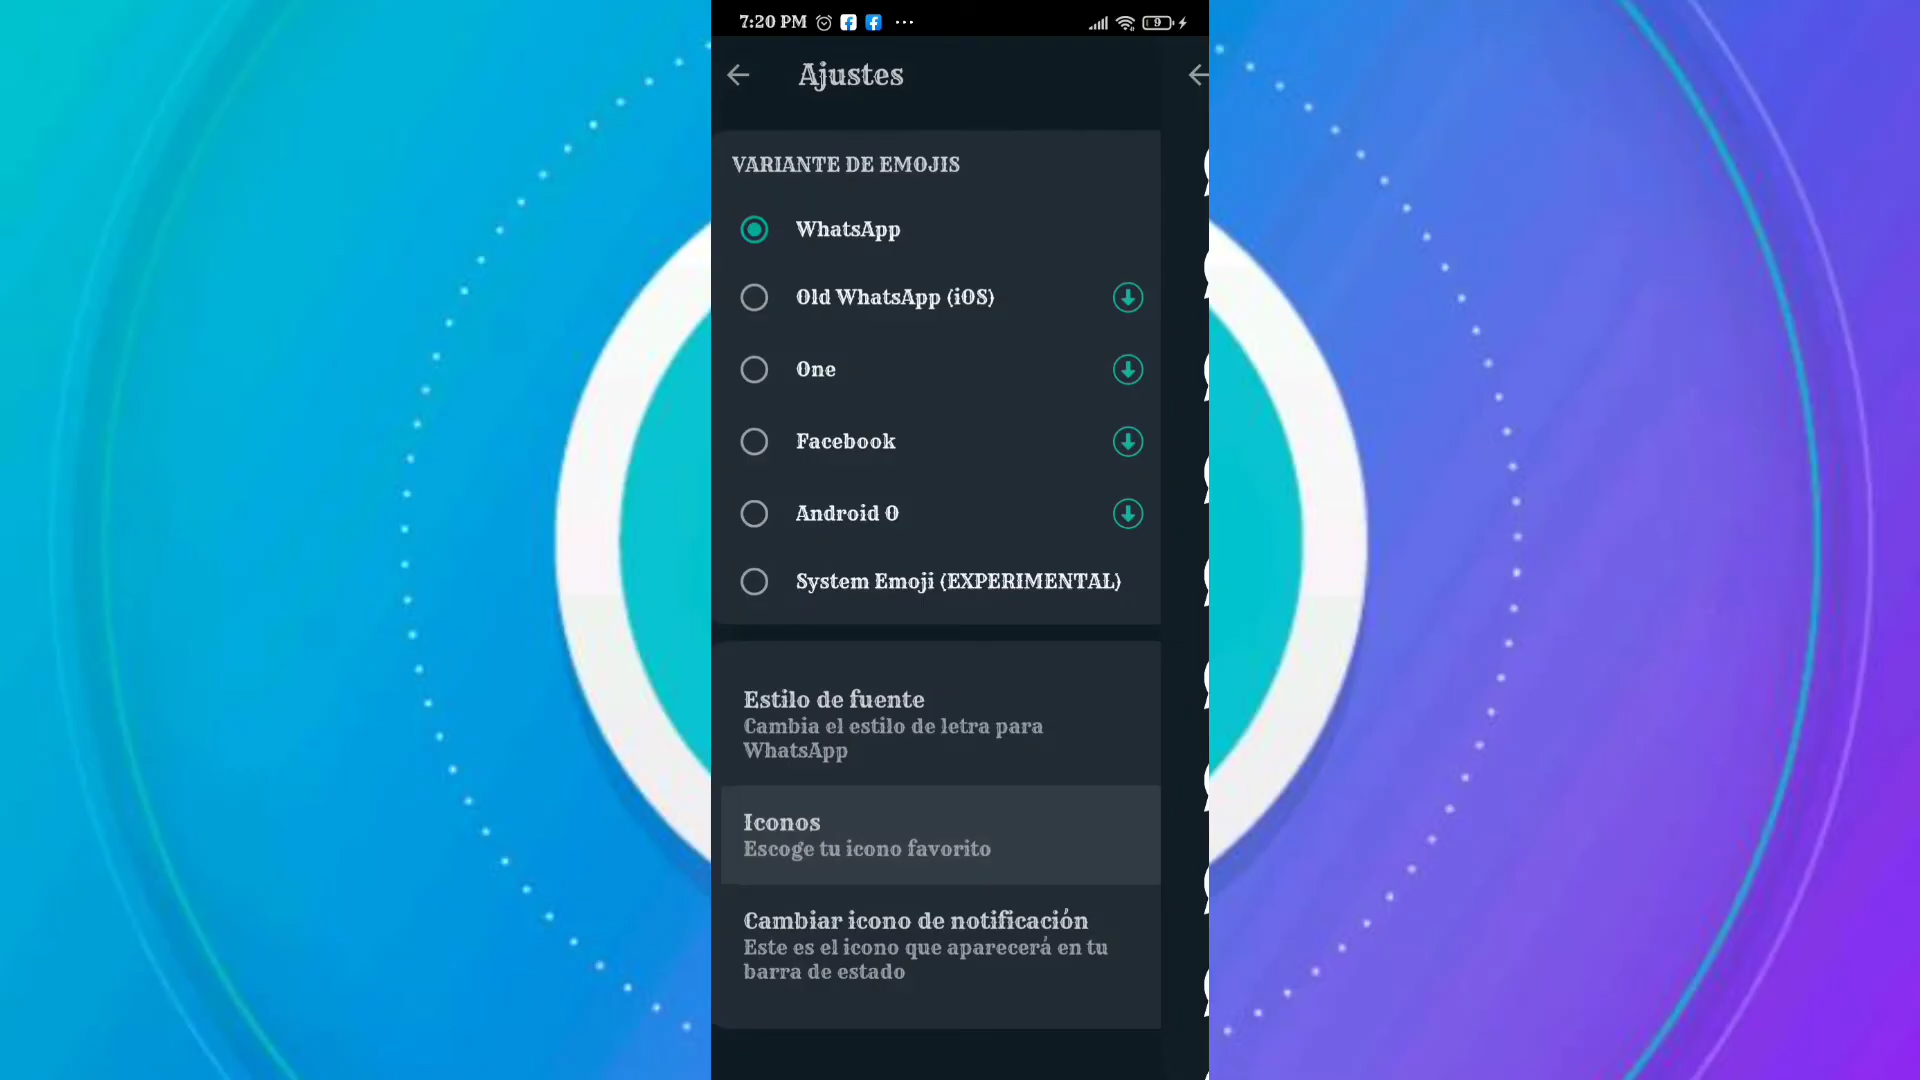 7:20 PM
9
Ajustes
VARIANTE DE EMOJIS
WhatsApp
Old WhatsApp (iOS)
One
Facebook
Android O
System Emoji (EXPERIMENTAL)
Estilo de fuente
Cambia el estilo de letra para
WhatsApp
Iconos
Escoge tu icono favorito
Cambiar icono de notificación
Este es el icono que aparecerá en tu
barra de estado